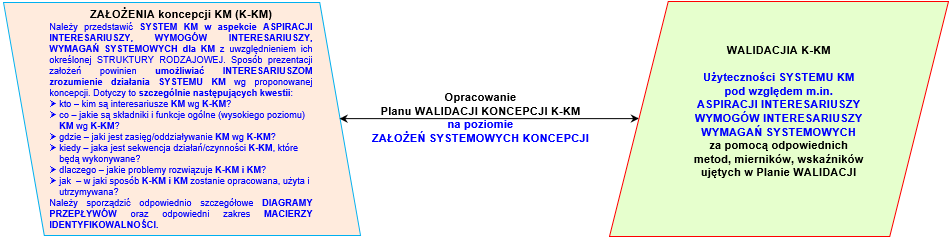 ZAŁOŻENIA koncepcji KM (K-KM)
Należy przedstawić SYSTEM KM w aspekcie ASPIRACJI
INTERESARIUSZY, WYMOGÓW INTERESARIUSZY,
WYMAGAŃ SYSTEMOWYCH dla KM z uwzględnieniem ich
określonej STRUKTURY RODZAJOWEJ. Sposób prezentacji
założeń powinien umożliwiać INTERESARIUSZOM
zrozumienie działania SYSTEMU KM wg proponowanej
koncepcji. Dotyczy to szczególnie następujących kwestii:
➢ kto – kim są interesariusze KM wg K-KM?
➢ co – jakie są składniki i funkcje ogólne (wysokiego poziomu)
KM wg K-KM?
➢ gdzie – jaki jest zasięg/oddziaływanie KM wg K-KM?
➢ kiedy – jaka jest sekwencja działań/czynności K-KM, które
będą wykonywane?
➢ dlaczego – jakie problemy rozwiązuje K-KM i KM?
➢ jak – w jaki sposób K-KM i KM zostanie opracowana, użyta i
utrzymywana?
Należy sporządzić odpowiednio szczegółowe DIAGRAMY
PRZEPŁYWÓW oraz odpowiedni zakres MACIERZY
IDENTYFIKOWALNOŚCI.
Opracowanie
Planu WALIDACJI KONCEPCJI K-KM
na poziomie
ZAŁOŻEŃ SYSTEMOWYCH KONCEPCJI
WALIDACJIA K-KM
Użyteczności SYSTEMU KM
pod względem m.in.
ASPIRACJI INTERESARIUSZY
WYMOGÓW INTERESARIUSZY
WYMAGAŃ SYSTEMOWYCH
za pomocą odpowiednich
metod, mierników, wskaźników
ujętych w Planie WALIDACJI